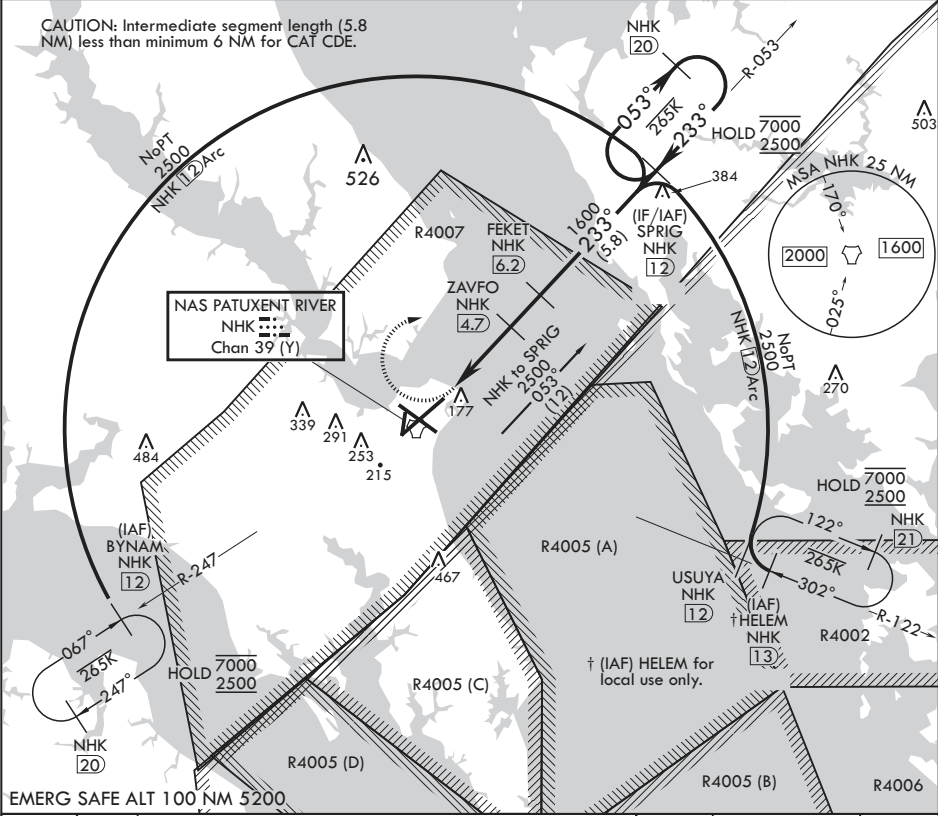 CAUTION: Intermediate segment length (5.8
NM) less than minimum 6 NM for CAT CDE.
NHK
20
R-053
053°
265K
233°
HOLD 7000
2500
503
NoPT
2500
NHK 12 Arc
526
384
MSA NHK 25 NM
170°
2000
1600
025°
R4007
1600
233°
(5.8)
(IF/IAF)
SPRIG
NHK
12
FEKET
NHK
6.2
ZAVFO
NHK
4.7
NAS PATUXENT RIVER
NHK
Chan 39 (Y)
NHK to SPRIG
2500
053°
(12)
NoPT
2500
NHK 12 Arc
270
177
339
291
253
215
484
HOLD 7000
2500
122°
NHK
21
265K
302°
R-122
(IAF)
BYNAM
NHK
12
R-247
467
R4005 (A)
USUYA
NHK
12
(IAF)
†HELEM
NHK
13
R4002
067°
265K
247°
HOLD 7000
2500
R4005 (C)
† (IAF) HELEM for
local use only.
NHK
20
R4005 (D)
R4005 (B)
R4006
EMERG SAFE ALT 100 NM 5200